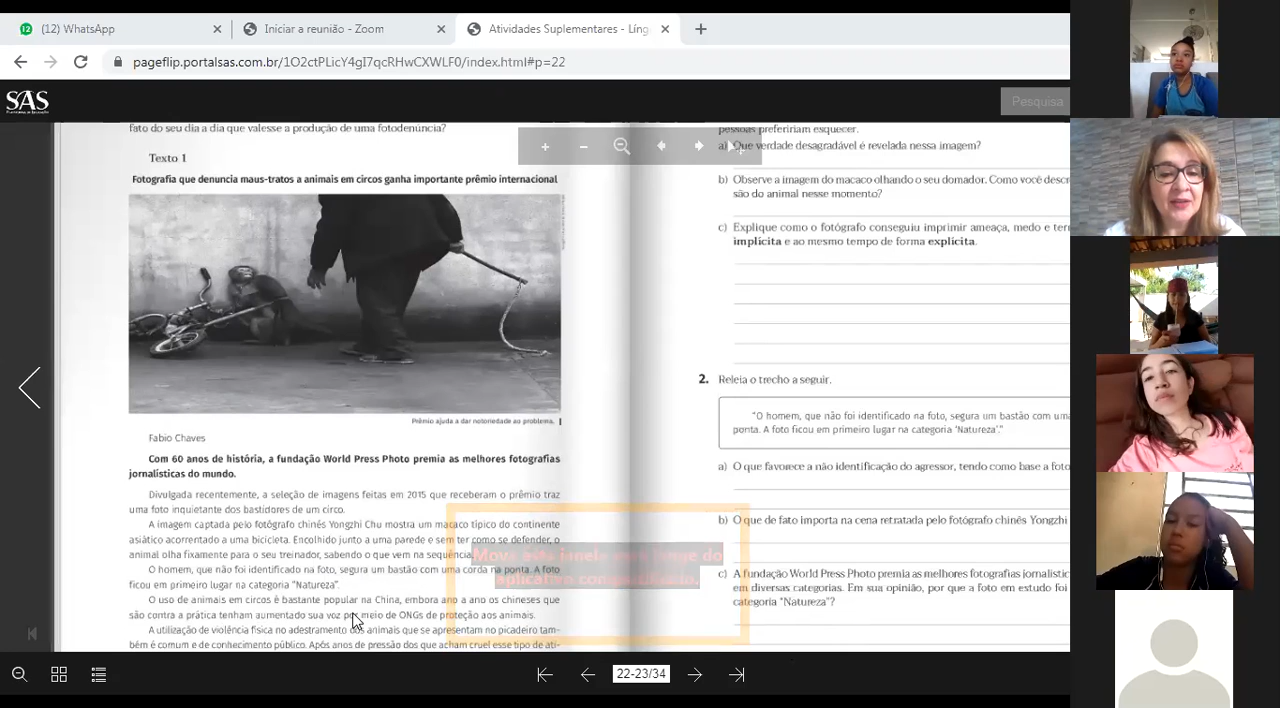 (12) WhatsApp
Iniciar a reunião - Zoom
Atividades Suplementares - Líng
pageflip.portalsas.com.br/1O2ctPLicY4gI7qcRHwCXWLF0/index.html#p=22
SAS
Pesquisa
fato do seu dia a dia que valesse a produção de uma fotodenúncia?
Texto 1
Fotografia que denuncia maus-tratos a animais em circos ganha importante prêmio internacional
Prêmio ajuda a dar notoriedade ao problema.
Fabio Chaves
Com 60 anos de história, a fundação World Press Photo premia as melhores fotografias
jornalísticas do mundo.
Divulgada recentemente, a seleção de imagens feitas em 2015 que receberam o prêmio traz
uma foto inquietante dos bastidores de um circo.
A imagem captada pelo fotógrafo chinês Yongzhi Chu mostra um macaco típico do continente
asiático acorrentado a uma bicicleta. Encolhido junto a uma parede e sem ter como se defender, o
animal olha fixamente para o seu treinador, sabendo o que vem na sequência.
O homem, que não foi identificado na foto, segura um bastão com uma corda na ponta. A foto
ficou em primeiro lugar na categoria "Natureza".
O uso de animais em circos é bastante popular na China, embora ano a ano os chineses que
são contra a prática tenham aumentado sua voz por meio de ONGs de proteção aos animais.
A utilização de violência física no adestramento dos animais que se apresentam no picadeiro tam-
bém é comum e de conhecimento público. Após anos de pressão dos que acham cruel esse tipo de ati-
pessoas prefeririam esquecer.
a) Que verdade desagradável é revelada nessa imagem?
b) Observe a imagem do macaco olhando o seu domador. Como você descr
são do animal nesse momento?
c) Explique como o fotógrafo conseguiu imprimir ameaça, medo e ter
implícita e ao mesmo tempo de forma explícita.
2. Releia o trecho a seguir.
"O homem, que não foi identificado na foto, segura um bastão com uma
ponta. A foto ficou em primeiro lugar na categoria 'Natureza'."
a) O que favorece a não identificação do agressor, tendo como base a foto
b) O que de fato importa na cena retratada pelo fotógrafo chinês Yongzhi
c) A fundação World Press Photo premia as melhores fotografias jornalístic
em diversas categorias. Em sua opinião, por que a foto em estudo foi
categoria "Natureza"?
Mova esta janela para longe do
aplicativo compartilhado.
22-23/34